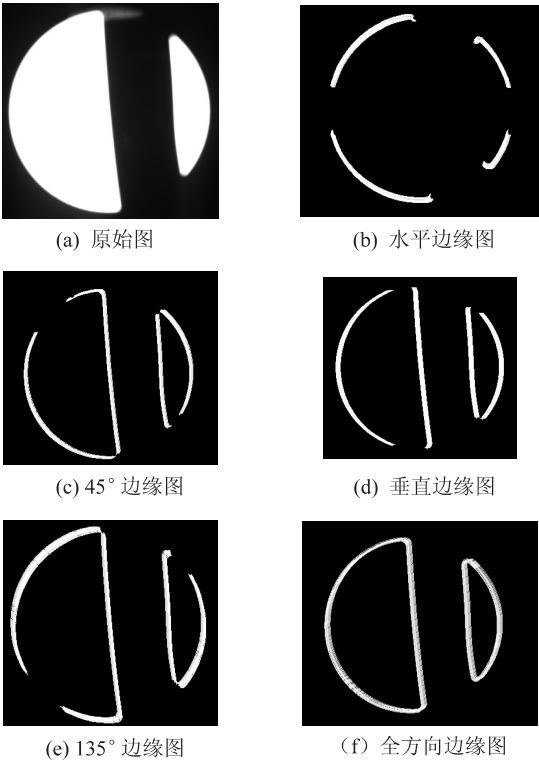 (a) 原始图
(b) 水平边缘图
(c) 45° 边缘图
(d) 垂直边缘图
(e) 135° 边缘图
（f）全方向边缘图